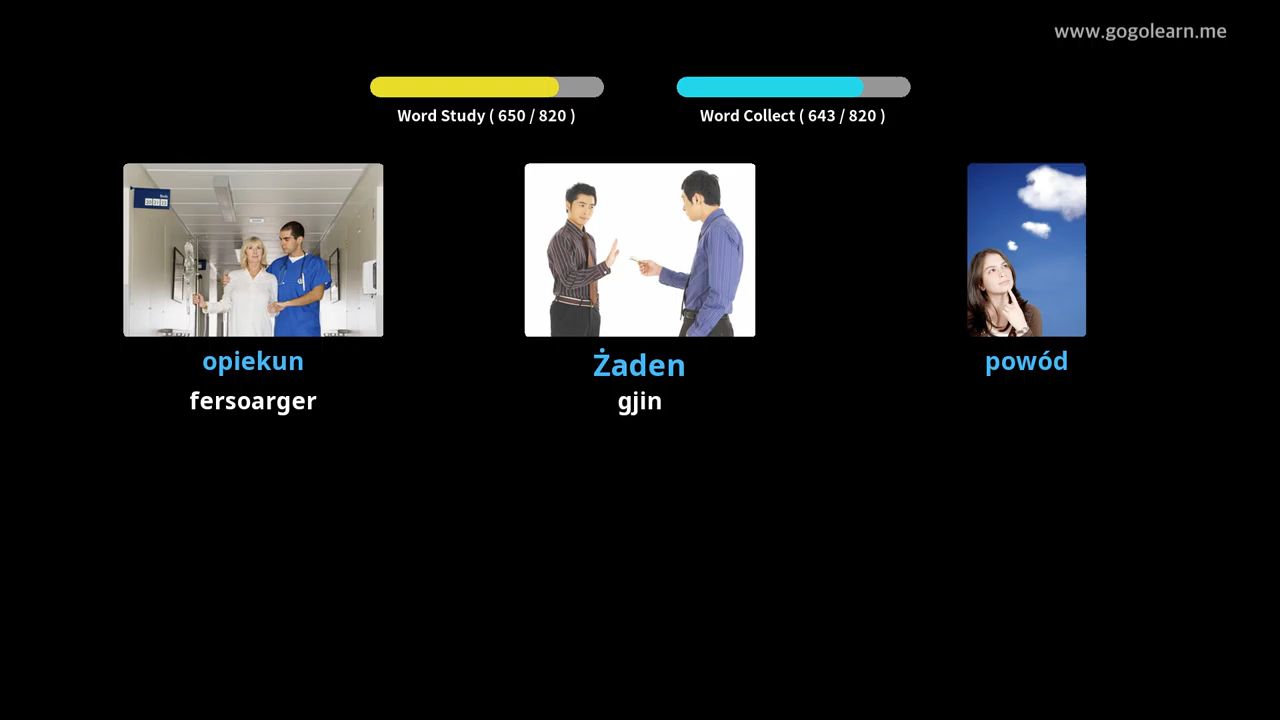 www.gogolearn.me
Word Study ( 650 / 820 )
Word Collect ( 643 / 820 )
opiekun
Żaden
powód
fersoarger
gjin